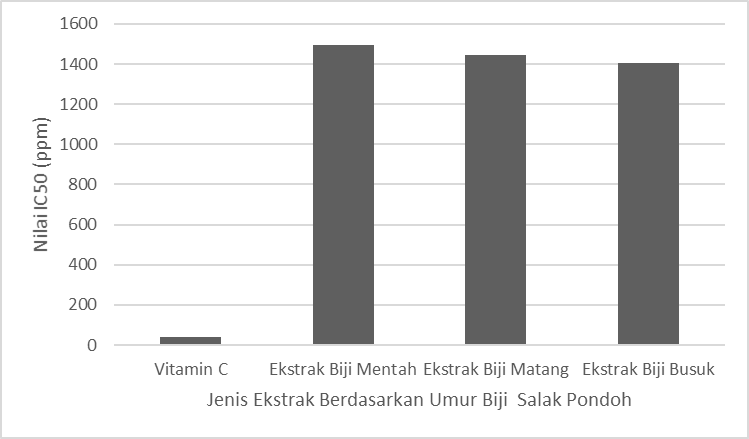 1600
1400
1200
1000
800
600
400
200
0
Nilai IC50 (ppm)
Vitamin C
Ekstrak Biji Mentah
Ekstrak Biji Matang
Ekstrak Biji Busuk
Jenis Ekstrak Berdasarkan Umur Biji  Salak Pondoh